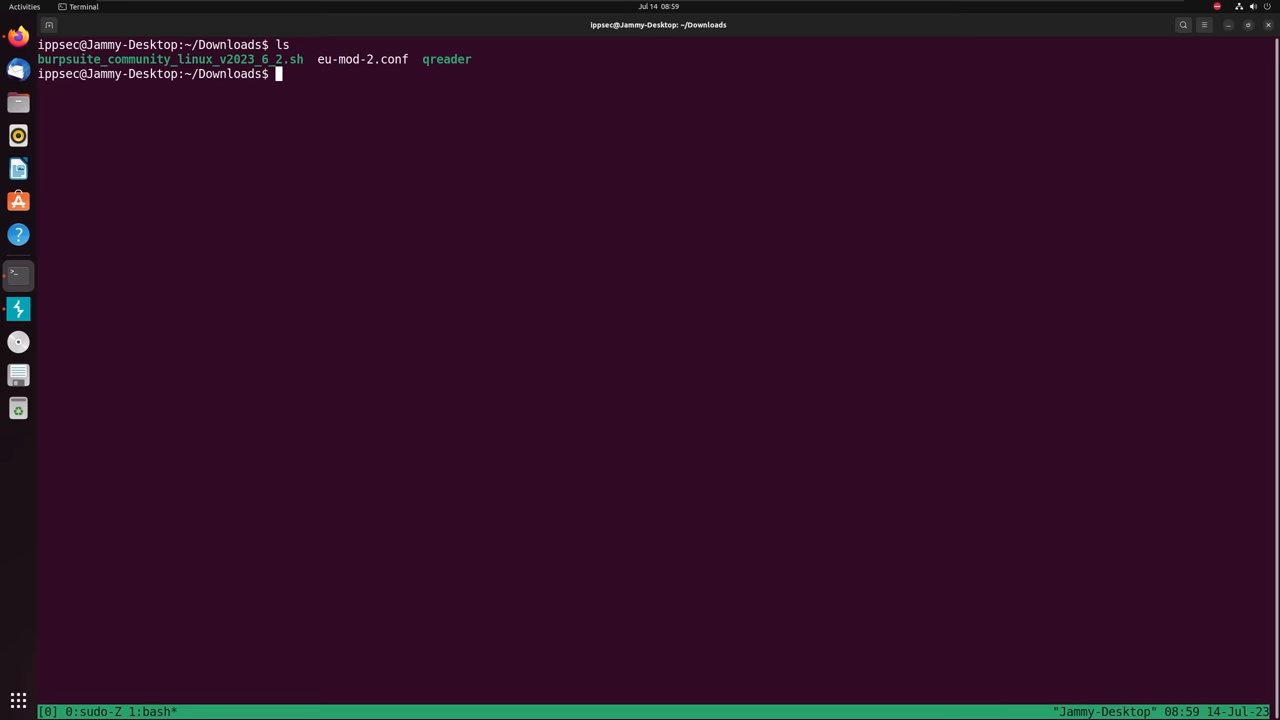 Activities Terminal Jul 14 08:59
ippsec@Jammy-Desktop: ~/Downloads
ippsec@Jammy-Desktop:~/Downloads$ ls
burpsuite_community_linux_v2023_6_2.sh eu-mod-2.conf qreader
ippsec@Jammy-Desktop:~/Downloads$
[0] 0:sudo-Z 1:bash* "Jammy-Desktop" 08:59 14-Jul-23